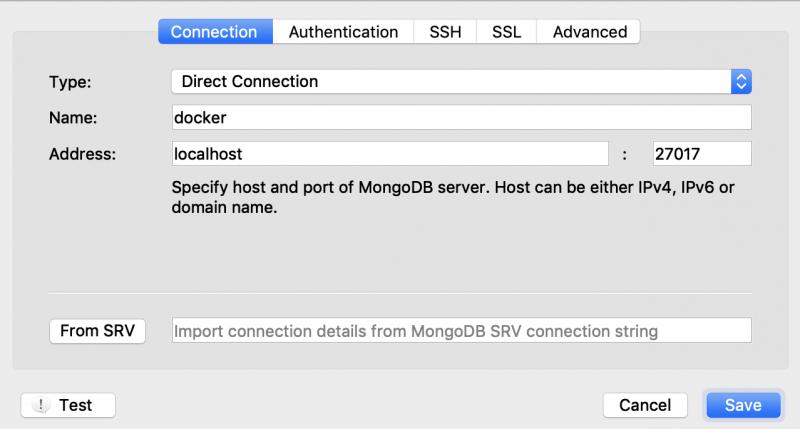 Connection Authentication SSH SSL Advanced
Type: Direct Connection
Name: docker
Address: localhost : 27017
Specify host and port of MongoDB server. Host can be either IPv4, IPv6 or
domain name.
From SRV Import connection details from MongoDB SRV connection string
! Test Cancel Save